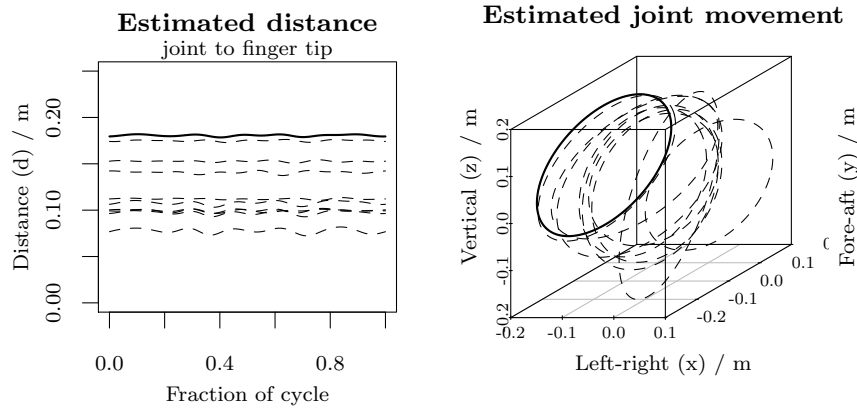 Estimated distance
joint to finger tip
Distance (d) / m
0.00
0.10
0.20
0.0
0.4
0.8
Fraction of cycle
Estimated joint movement
Vertical (z) / m
0.2
0.1
0.0
-0.1
-0.2
-0.2
-0.1
0.0
0.1
Left-right (x) / m
-0.2
-0.1
0.0
0.1
Fore-aft (y) / m